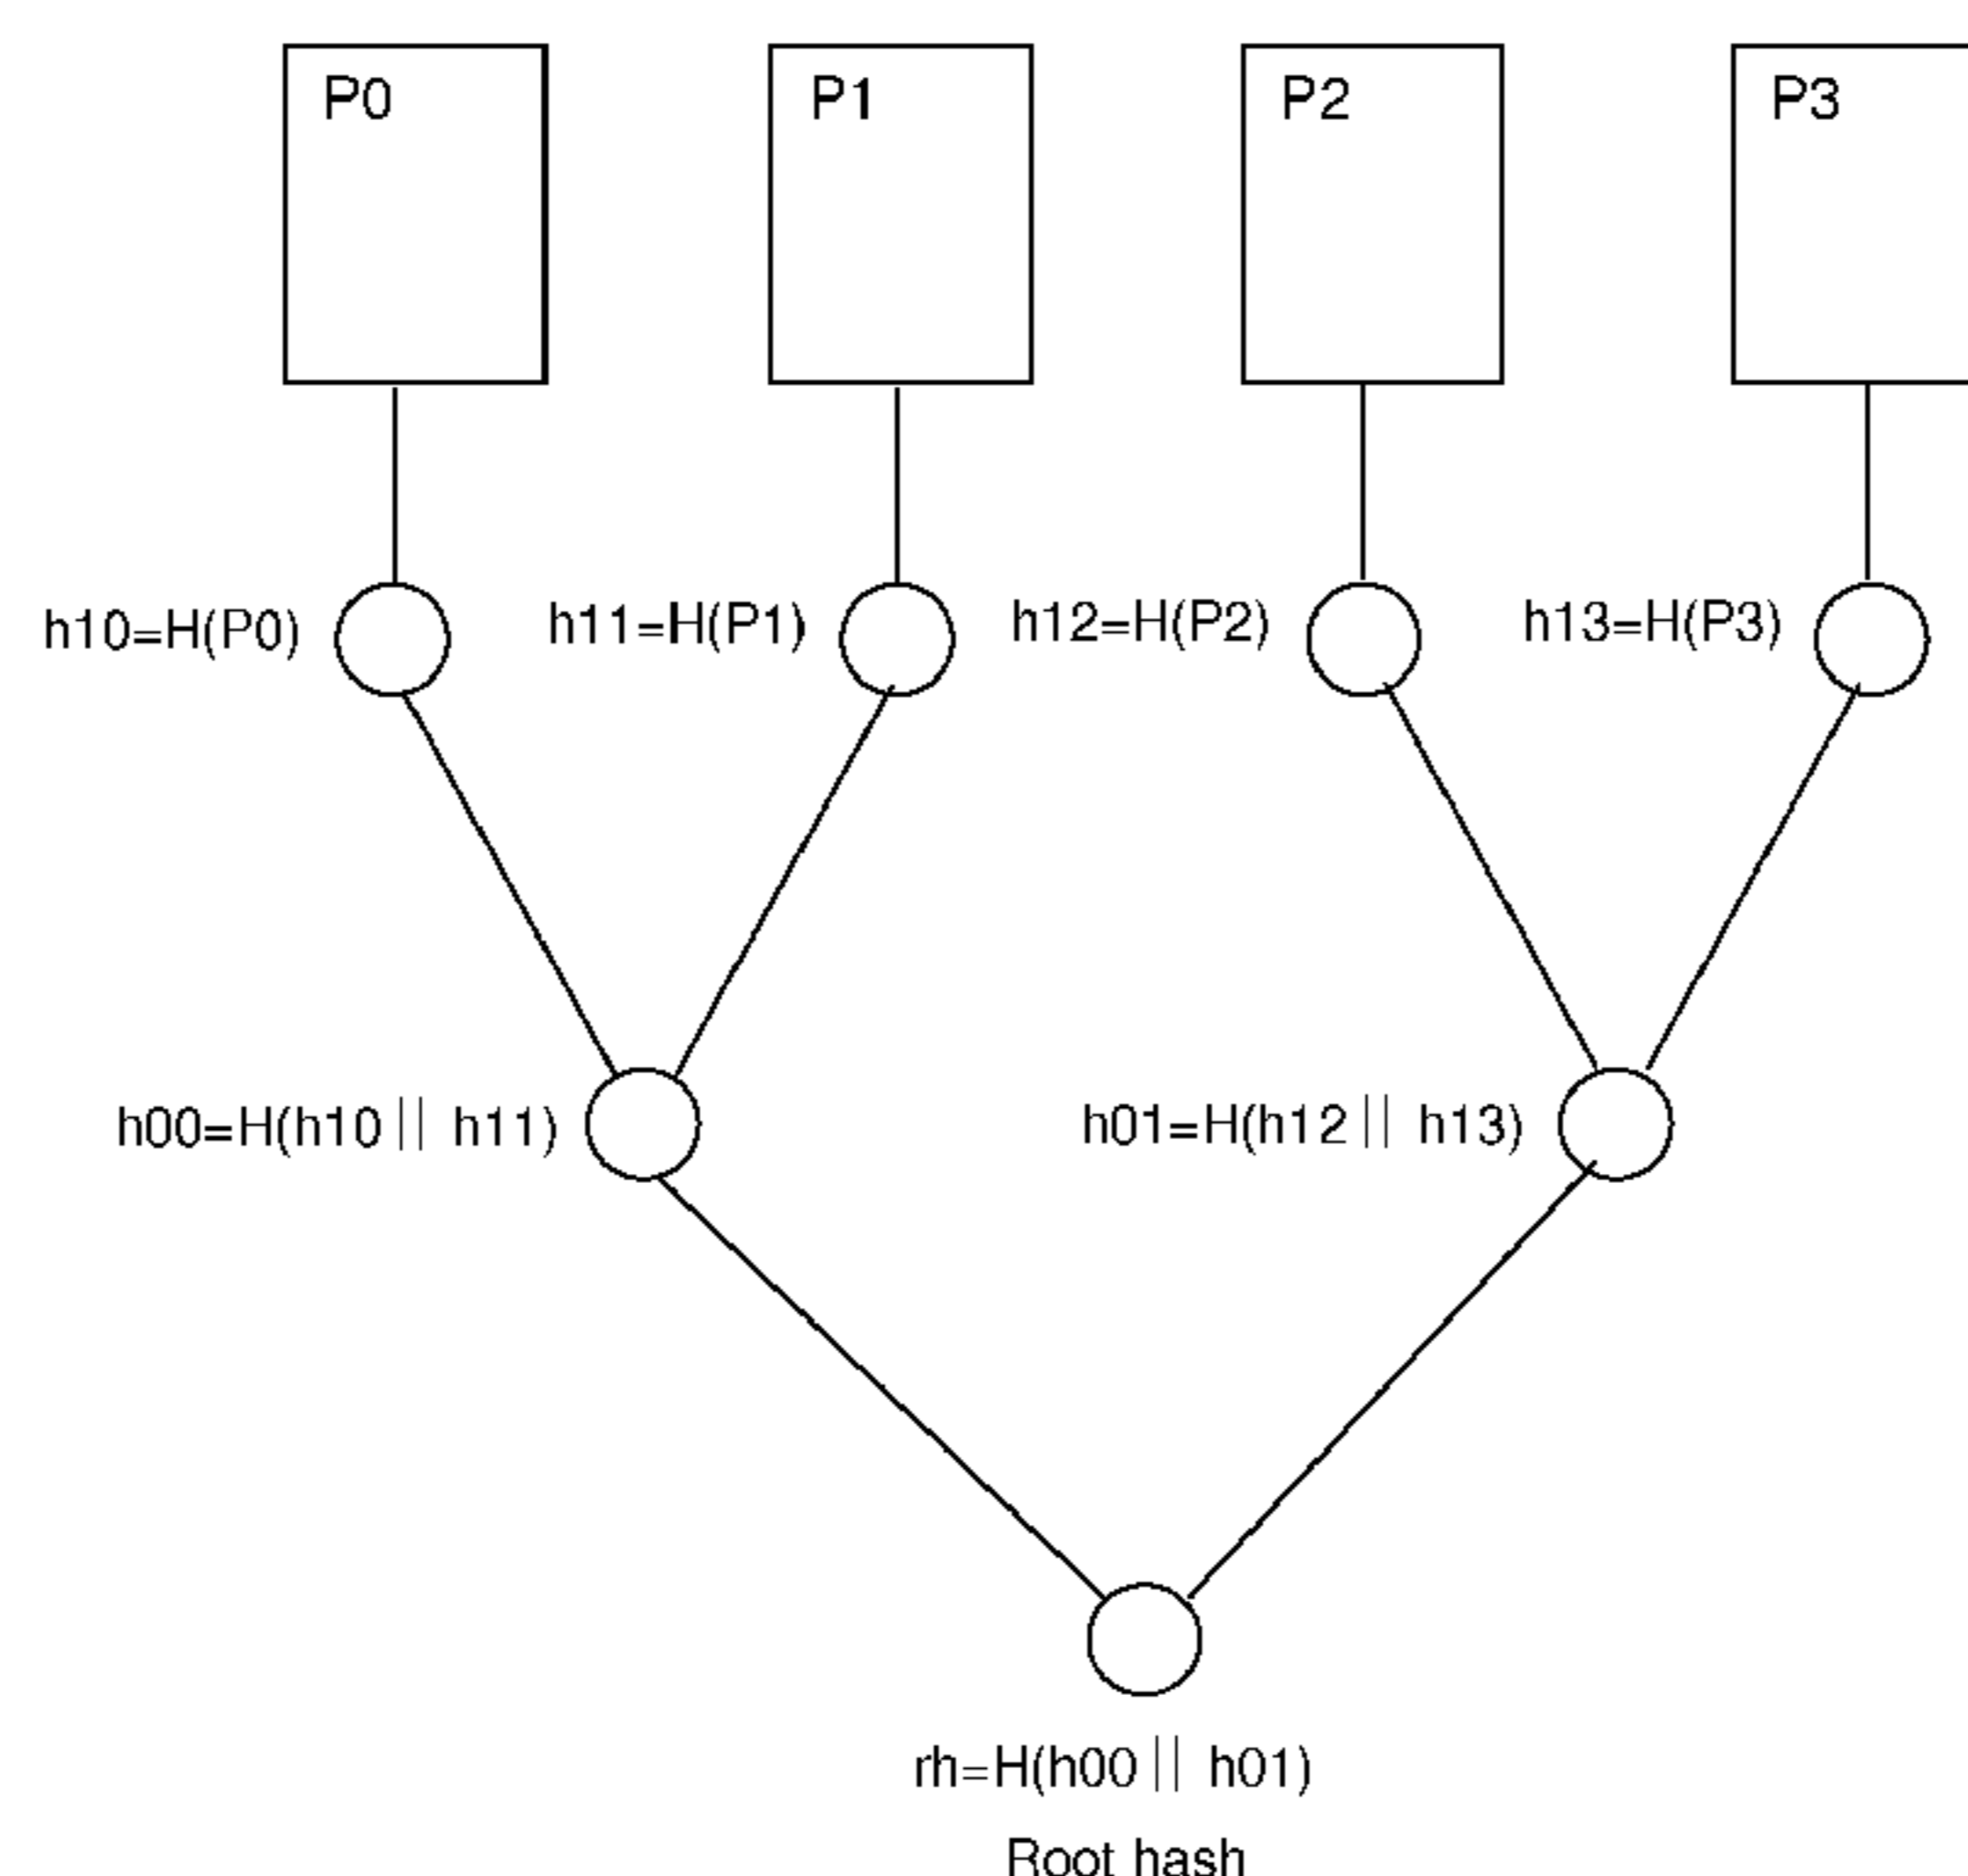 P0
P1
P2
P3
h10=H(P0)
h11=H(P1)
h12=H(P2)
h13=H(P3)
h00=H(h10 || h11)
h01=H(h12 || h13)
rh=H(h00 || h01)
Root hash